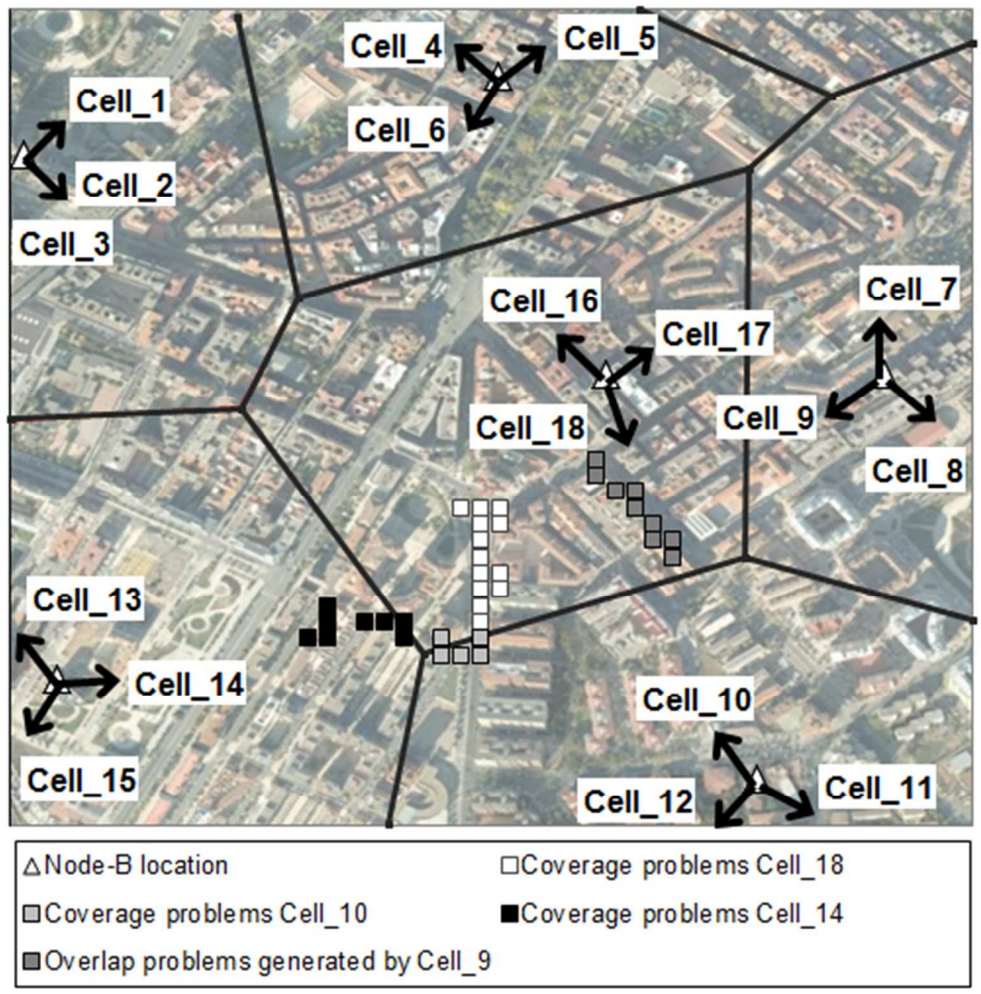 Cell_4
Cell_5
Cell_1
Cell_6
Cell_2
Cell_3
Cell_16
Cell_7
Cell_17
Cell_18
Cell_9
Cell_8
Cell_13
Cell_14
Cell_10
Cell_15
Cell_12
Cell_11
Node-B location
Coverage problems Cell_18
Coverage problems Cell_10
Coverage problems Cell_14
Overlap problems generated by Cell_9